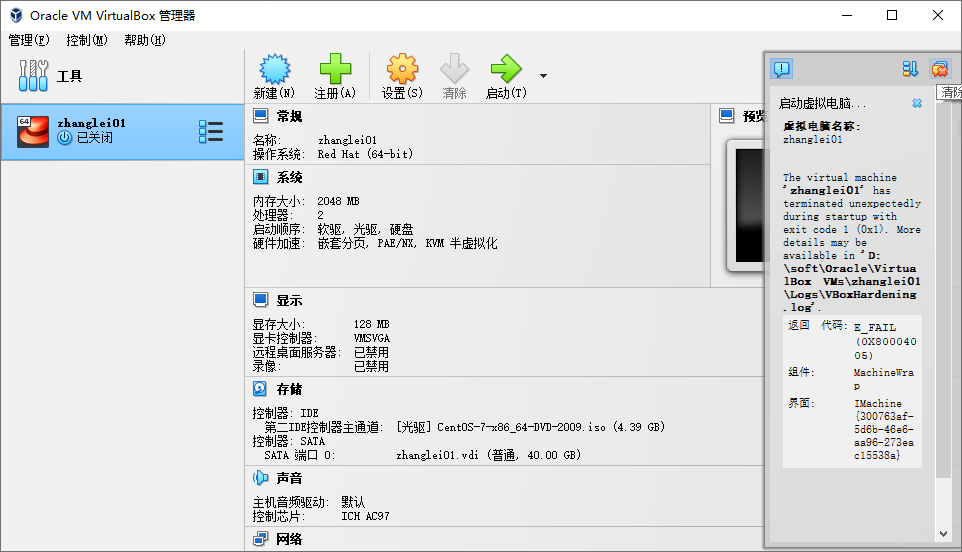 Oracle VM VirtualBox 管理器
管理(F) 控制(M) 帮助(H)
工具
新建(N) 注册(A) 设置(S) 清除 启动(T)
64
zhanglei01
已关闭
常规
名称: zhanglei01
操作系统: Red Hat (64-bit)
系统
内存大小: 2048 MB
处理器: 2
启动顺序: 软驱, 光驱, 硬盘
硬件加速: 嵌套分页, PAE/NX, KVM 半虚拟化
显示
显存大小: 128 MB
显卡控制器: VMSVGA
远程桌面服务器: 已禁用
录像: 已禁用
存储
控制器: IDE
第二IDE控制器主通道: [光驱] CentOS-7-x86_64-DVD-2009.iso (4.39 GB)
控制器: SATA
SATA 端口 0: zhanglei01.vdi (普通, 40.00 GB)
声音
主机音频驱动: 默认
控制芯片: ICH AC97
网络
预览
清除
启动虚拟电脑...
虚拟电脑名称:
zhanglei01
The virtual machine
'zhanglei01' has
terminated unexpectedly
during startup with
exit code 1 (0x1). More
details may be
available in 'D:
\soft\Oracle\Virtua
lBox VMs\zhanglei01
\Logs\VBoxHardening
.log'.
返回 代码: E_FAIL
(0X800040
05)
组件: MachineWra
p
界面: IMachine
{300763af-
5d6b-46e6-
aa96-273ea
c15538a}